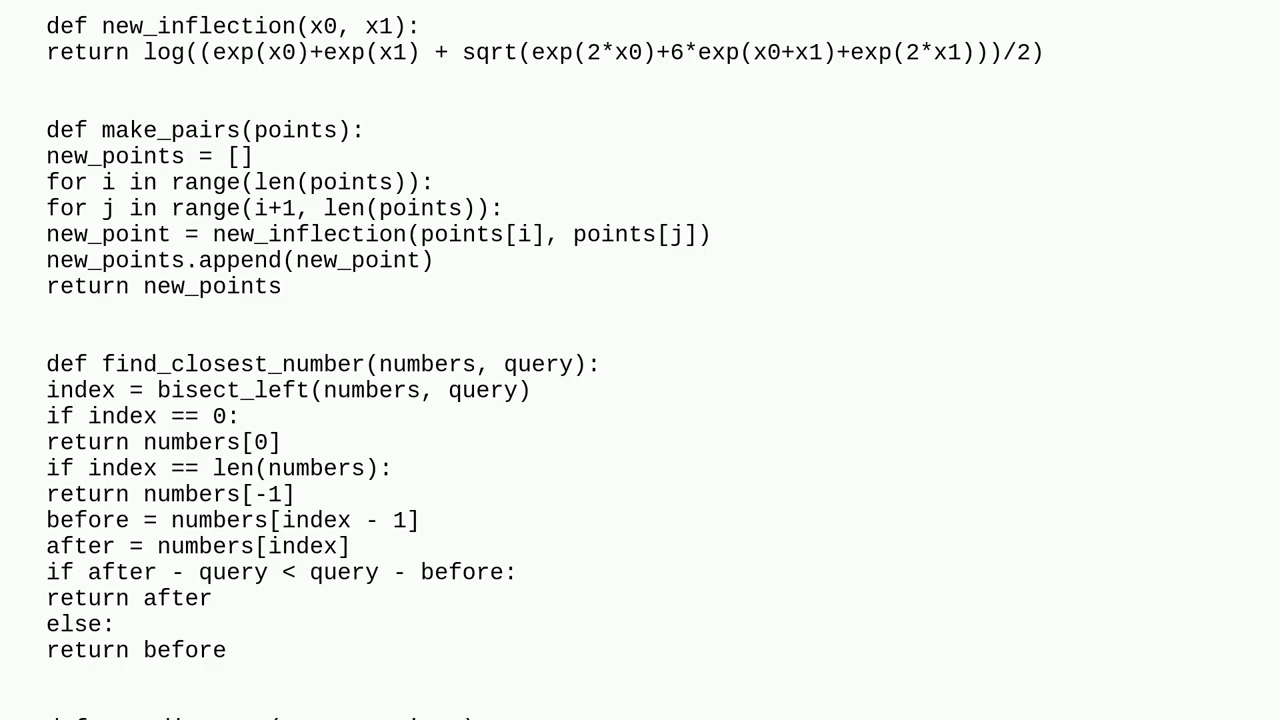 def new_inflection(x0, x1):
return log((exp(x0)+exp(x1) + sqrt(exp(2*x0)+6*exp(x0+x1)+exp(2*x1)))/2)
def make_pairs(points):
new_points = []
for i in range(len(points)):
for j in range(i+1, len(points)):
new_point = new_inflection(points[i], points[j])
new_points.append(new_point)
return new_points
def find_closest_number(numbers, query):
index = bisect_left(numbers, query)
if index == 0:
return numbers[0]
if index == len(numbers):
return numbers[-1]
before = numbers[index - 1]
after = numbers[index]
if after - query < query - before:
return after
else:
return before